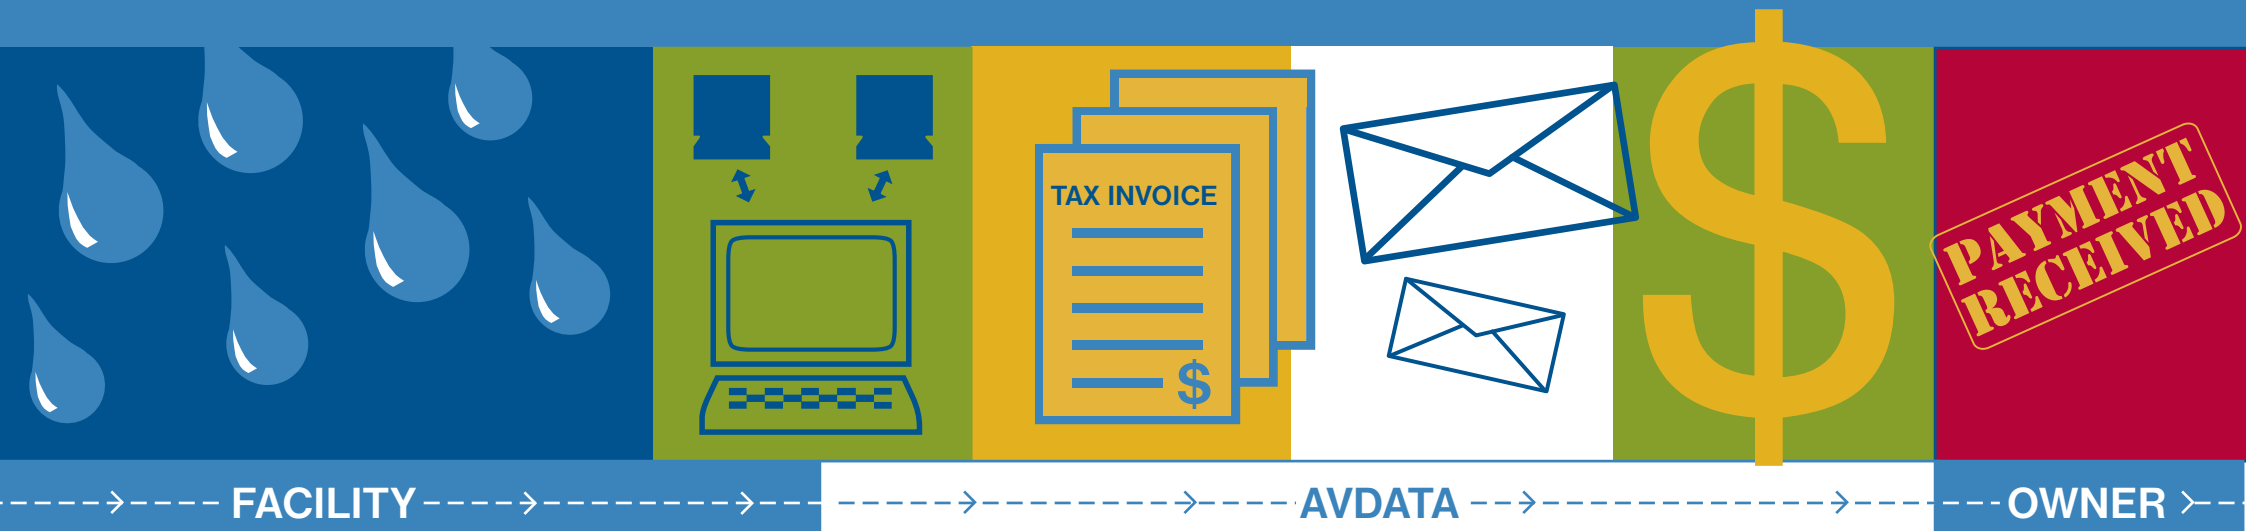 TAX INVOICE
$
$
PAYMENT
RECEIVED
FACILITY
AVDATA
OWNER